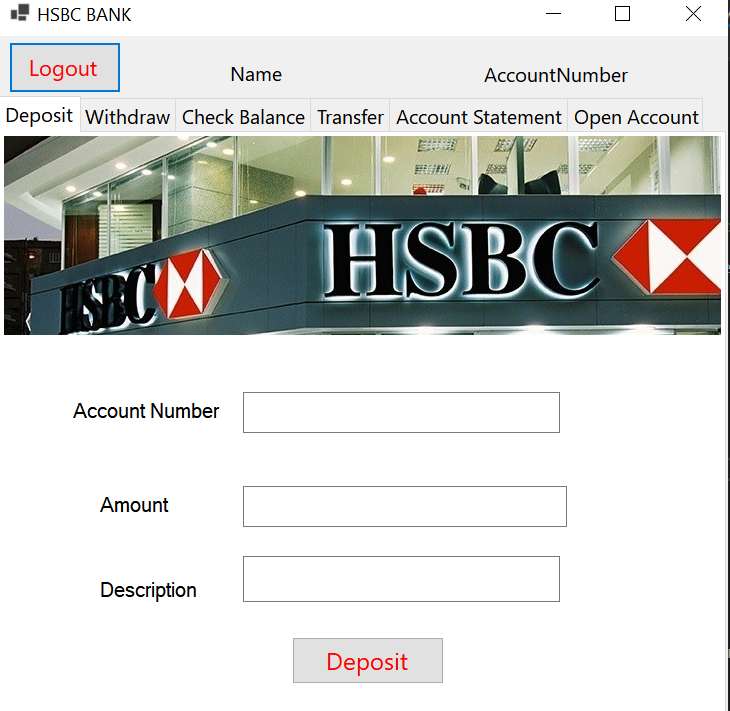 HSBC BANK
Logout
Name
AccountNumber
Deposit
Withdraw
Check Balance
Transfer
Account Statement
Open Account
HSBC
HSBC
Account Number
Amount
Description
Deposit